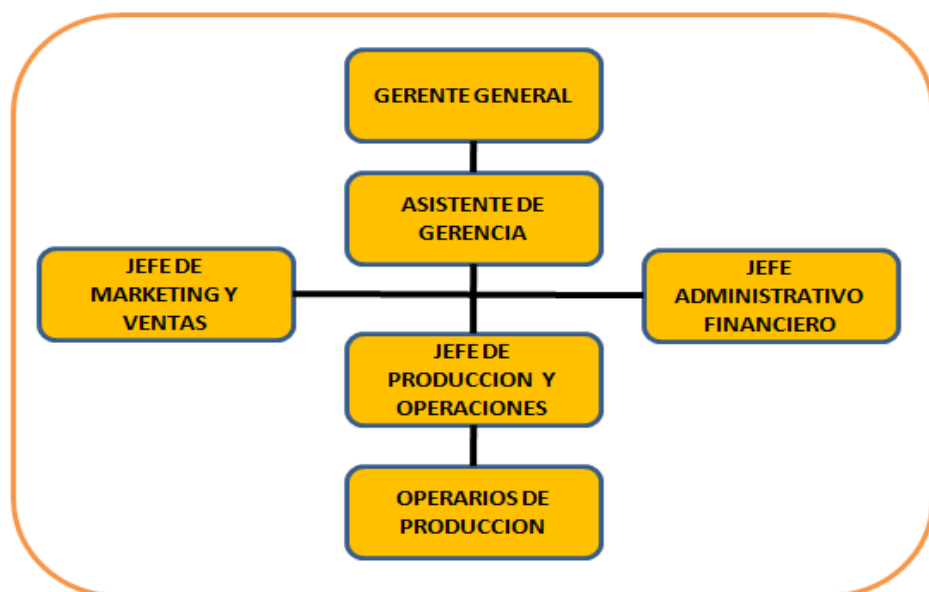 GERENTE GENERAL
ASISTENTE DE
GERENCIA
JEFE DE
MARKETING Y
VENTAS
JEFE
ADMINISTRATIVO
FINANCIERO
JEFE DE
PRODUCCION Y
OPERACIONES
OPERARIOS DE
PRODUCCION